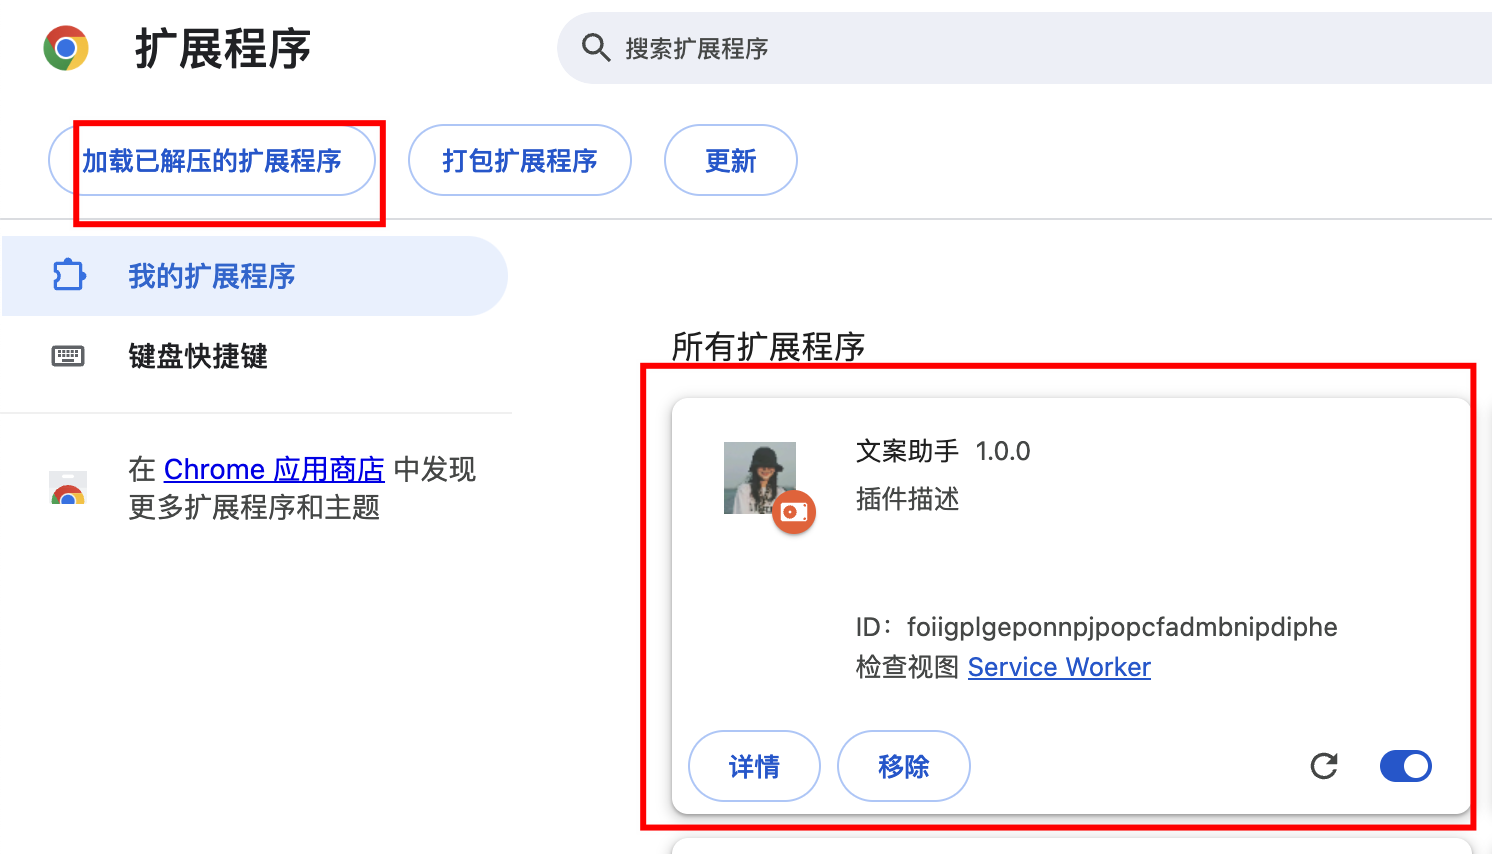 扩展程序
搜索扩展程序
加载已解压的扩展程序
打包扩展程序
更新
我的扩展程序
键盘快捷键
在 Chrome 应用商店 中发现
更多扩展程序和主题
所有扩展程序
文案助手 1.0.0
插件描述
ID：foiigplgeponnpjpopcfadmbnipdiphe
检查视图 Service Worker
详情
移除